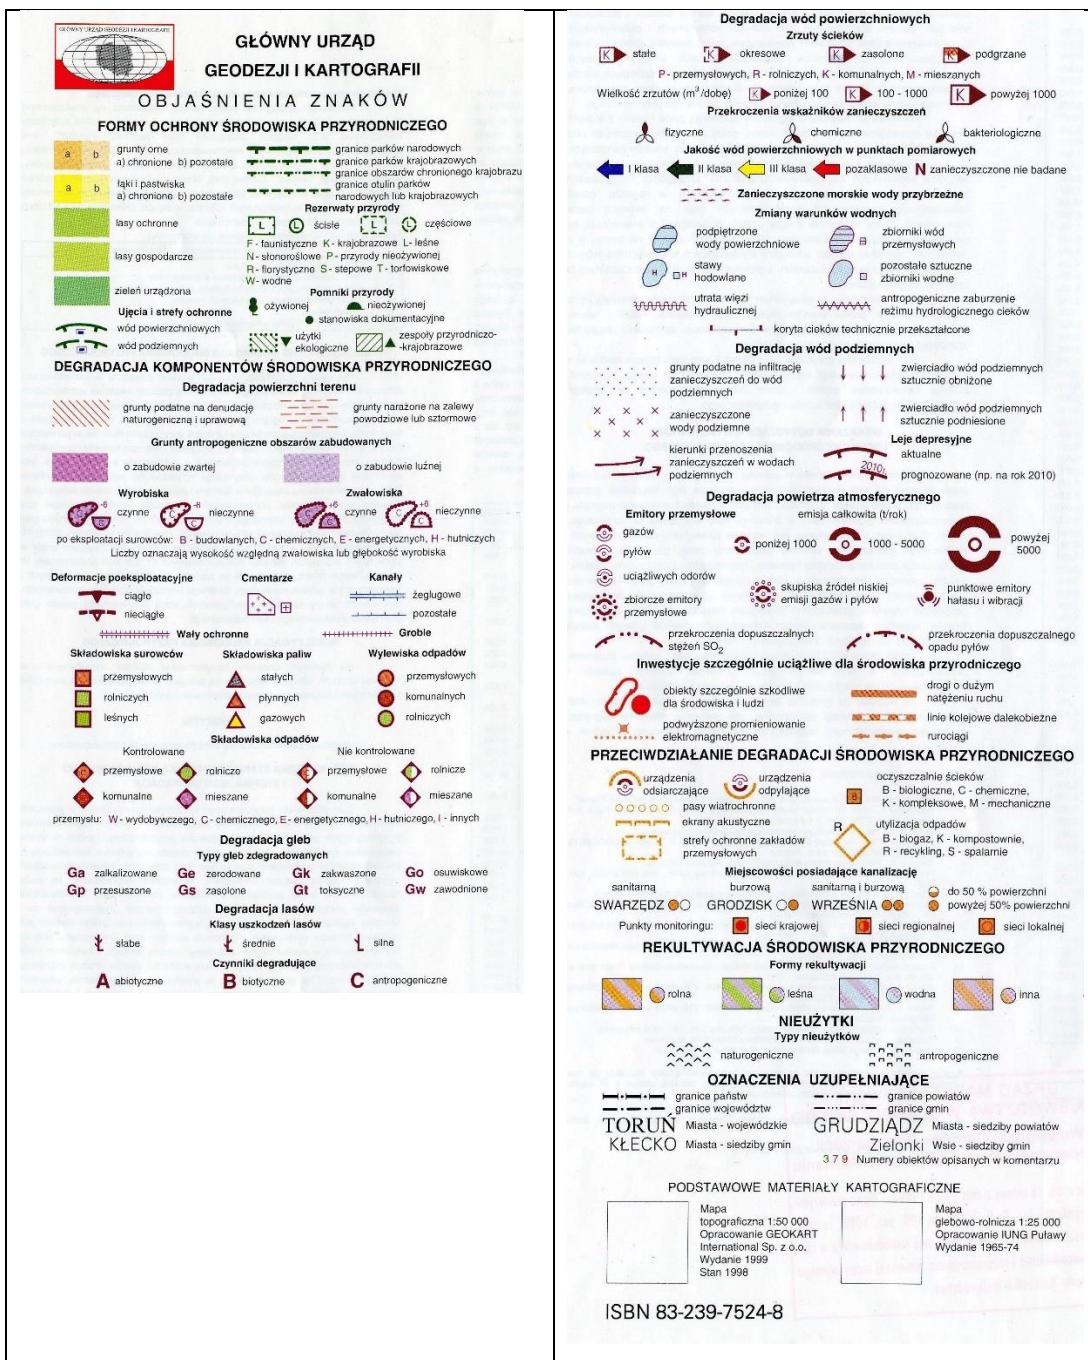 GŁÓWNY URZĄD GEODEZJI I KARTOGRAFII
GŁÓWNY URZĄD
GEODEZJI I KARTOGRAFII
OBJAŚNIENIA ZNAKÓW
FORMY OCHRONY ŚRODOWISKA PRZYRODNICZEGO
a b grunty orne
a) chronione b) pozostałe
a b łąki i pastwiska
a) chronione b) pozostałe
lasy ochronne
lasy gospodarcze
zieleń urządzona
Ujęcia i strefy ochronne
wód powierzchniowych
wód podziemnych
granice parków narodowych
granice parków krajobrazowych
granice obszarów chronionego krajobrazu
granice otulin parków
narodowych lub krajobrazowych
Rezerwaty przyrody
L L ścisłe L L częściowe
F - faunistyczne K - krajobrazowe L - leśne
N - słonoroślowe P - przyrody nieożywionej
R - florystyczne S - stepowe T - torfowiskowe
W - wodne
Pomniki przyrody
ożywionej nieożywionej
stanowiska dokumentacyjne
użytki
ekologiczne
zespoły przyrodniczo-
-krajobrazowe
DEGRADACJA KOMPONENTÓW ŚRODOWISKA PRZYRODNICZEGO
Degradacja powierzchni terenu
grunty podatne na denudację
naturogeniczną i uprawową
grunty narażone na zalewy
powodziowe lub sztormowe
Grunty antropogeniczne obszarów zabudowanych
o zabudowie zwartej o zabudowie luźnej
Wyrobiska Zwałowiska
C C -6 czynne C C -8 nieczynne C C +6 czynne C C +6 nieczynne
po eksploatacji surowców: B - budowlanych, C - chemicznych, E - energetycznych, H - hutniczych
Liczby oznaczają wysokość względną zwałowiska lub głębokość wyrobiska
Deformacje poeksploatacyjne Cmentarze Kanały
ciągłe żeglugowe
nieciągłe pozostałe
Wały ochronne Groble
Składowiska surowców Składowiska paliw Wylewiska odpadów
przemysłowych stałych przemysłowych
rolniczych płynnych komunalnych
leśnych gazowych rolniczych
Składowiska odpadów
Kontrolowane Nie kontrolowane
przemysłowe rolnicze przemysłowe rolnicze
komunalne mieszane komunalne mieszane
przemysłu: W - wydobywczego, C - chemicznego, E - energetycznego, H - hutniczego, I - innych
Degradacja gleb
Typy gleb zdegradowanych
Ga zalkalizowane Ge zerodowane Gk zakwaszone Go osuwiskowe
Gp przesuszone Gs zasolone Gt toksyczne Gw zawodnione
Degradacja lasów
Klasy uszkodzeń lasów
słabe średnie silne
Czynniki degradujące
A abiotyczne B biotyczne C antropogeniczne
Degradacja wód powierzchniowych
Zrzuty ścieków
K stałe K okresowe K zasolone K podgrzane
P - przemysłowych, R - rolniczych, K - komunalnych, M - mieszanych
Wielkość zrzutów (m³/dobę) K poniżej 100 K 100 - 1000 K powyżej 1000
Przekroczenia wskaźników zanieczyszczeń
fizyczne chemiczne bakteriologiczne
Jakość wód powierzchniowych w punktach pomiarowych
I klasa II klasa III klasa pozaklasowe N zanieczyszczone nie badane
Zanieczyszczone morskie wody przybrzeżne
Zmiany warunków wodnych
podpiętrzone
wody powierzchniowe
zbiorniki wód
przemysłowych
H H stawy
hodowlane
pozostałe sztuczne
zbiorniki wodne
utrata więzi
hydraulicznej
antropogeniczne zaburzenie
reżimu hydrologicznego cieków
koryta cieków technicznie przekształcone
Degradacja wód podziemnych
grunty podatne na infiltrację
zanieczyszczeń do wód
podziemnych
zwierciadło wód podziemnych
sztucznie obniżone
zanieczyszczone
wody podziemne
zwierciadło wód podziemnych
sztucznie podniesione
kierunki przenoszenia
zanieczyszczeń w wodach
podziemnych
Leje depresyjne
aktualne
2010r. prognozowane (np. na rok 2010)
Degradacja powietrza atmosferycznego
Emitory przemysłowe emisja całkowita (t/rok)
gazów
pyłów
poniżej 1000 1000 - 5000 powyżej
5000
uciążliwych odorów
zbiorcze emitory
przemysłowe
skupiska źródeł niskiej
emisji gazów i pyłów
punktowe emitory
hałasu i wibracji
przekroczenia dopuszczalnych
stężeń SO₂
przekroczenia dopuszczalnego
opadu pyłów
Inwestycje szczególnie uciążliwe dla środowiska przyrodniczego
obiekty szczególnie szkodliwe
dla środowiska i ludzi
drogi o dużym
natężeniu ruchu
linie kolejowe dalekobieżne
podwyższone promieniowanie
elektromagnetyczne
rurociągi
PRZECIWDZIAŁANIE DEGRADACJI ŚRODOWISKA PRZYRODNICZEGO
urządzenia
odsiarczające
urządzenia
odpylające
oczyszczalnie ścieków
B - biologiczne, C - chemiczne,
K - kompleksowe, M - mechaniczne
pasy wiatrochronne
ekrany akustyczne
strefy ochronne zakładów
przemysłowych
R utylizacja odpadów
B - biogaz, K - kompostownie,
R - recykling, S - spalarnie
Miejscowości posiadające kanalizację
sanitarną burzową sanitarną i burzową
SWARZĘDZ GRODZISK WRZEŚNIA
do 50 % powierzchni
powyżej 50% powierzchni
Punkty monitoringu: sieci krajowej sieci regionalnej sieci lokalnej
REKULTYWACJA ŚRODOWISKA PRZYRODNICZEGO
Formy rekultywacji
rolna leśna wodna inna
NIEUŻYTKI
Typy nieużytków
naturogeniczne antropogeniczne
OZNACZENIA UZUPEŁNIAJĄCE
granice państw granice powiatów
granice województw granice gmin
TORUŃ Miasta - wojewódzkie GRUDZIĄDZ Miasta - siedziby powiatów
KŁECKO Miasta - siedziby gmin Zielonki Wsie - siedziby gmin
3 7 9 Numery obiektów opisanych w komentarzu
PODSTAWOWE MATERIAŁY KARTOGRAFICZNE
Mapa
topograficzna 1:50 000
Opracowanie GEOKART
International Sp. z o.o.
Wydanie 1999
Stan 1998
Mapa
glebowo-rolnicza 1:25 000
Opracowanie IUNG Puławy
Wydanie 1965-74
ISBN 83-239-7524-8